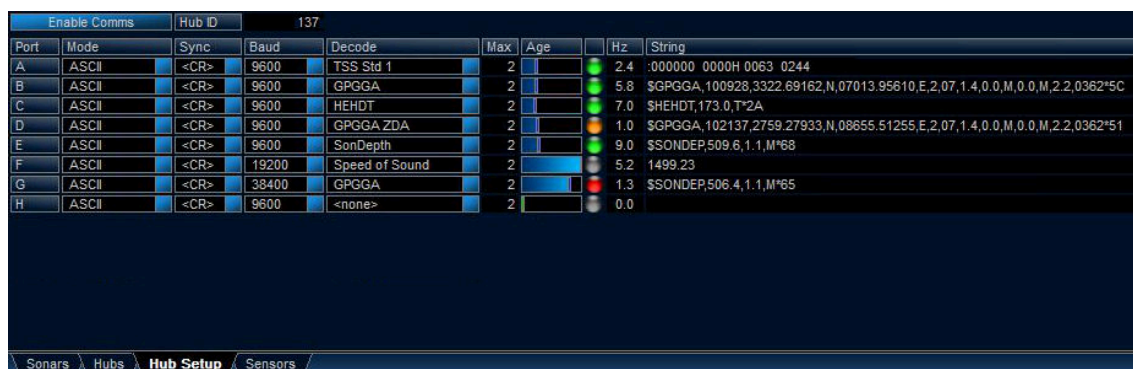 Enable Comms Hub ID 137
Port Mode Sync Baud Decode Max Age Hz String
A ASCII <CR> 9600 TSS Std 1 2 2.4 :000000 0000H 0063 0244
B ASCII <CR> 9600 GPGGA 2 5.8 $GPGGA,100928,3322.69162,N,07013.95610,E,2,07,1.4,0.0,M,0.0,M,2.2,0362*5C
C ASCII <CR> 9600 HEHDT 2 7.0 $HEHDT,173.0,T*2A
D ASCII <CR> 9600 GPGGA ZDA 2 1.0 $GPGGA,102137,2759.27933,N,08655.51255,E,2,07,1.4,0.0,M,0.0,M,2.2,0362*51
E ASCII <CR> 9600 SonDepth 2 9.0 $SONDEP,509.6,1.1,M*68
F ASCII <CR> 19200 Speed of Sound 2 5.2 1499.23
G ASCII <CR> 38400 GPGGA 2 1.3 $SONDEP,506.4,1.1,M*65
H ASCII <CR> 9600 <none> 2 0.0
Sonars Hubs Hub Setup Sensors